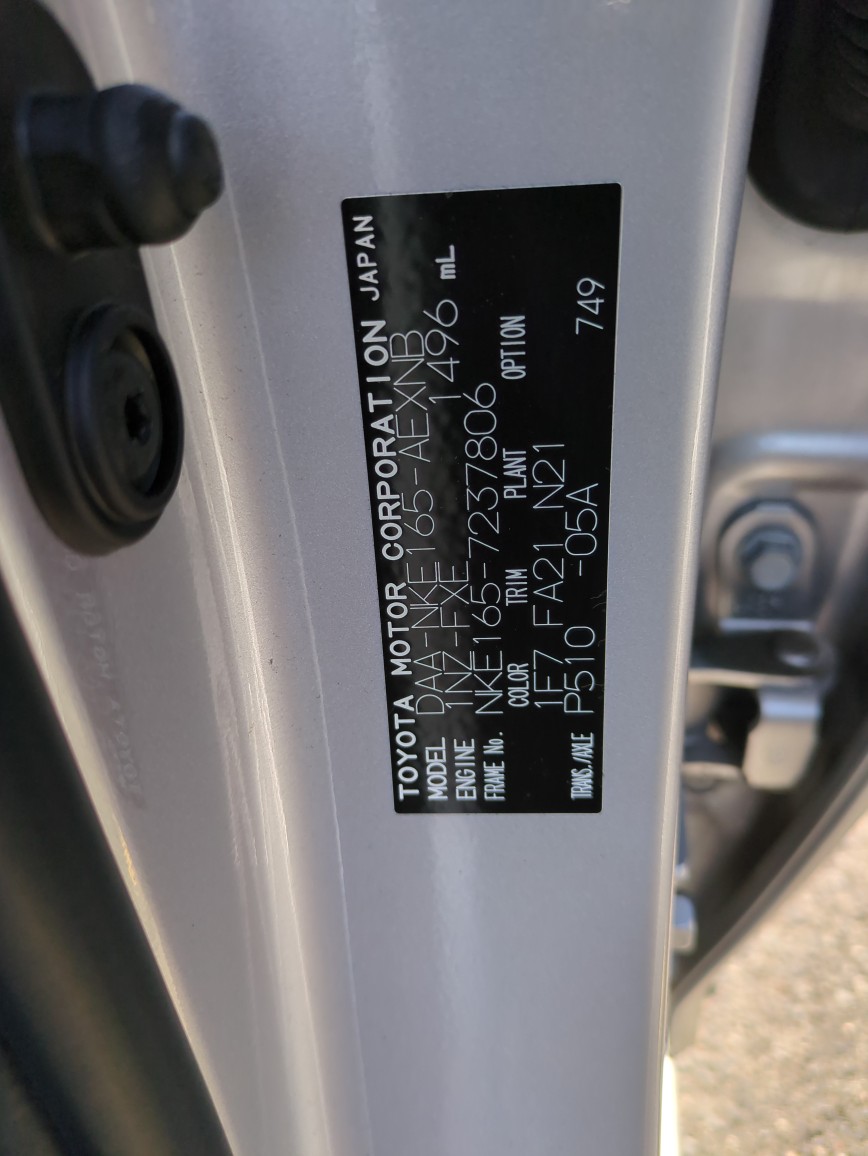 TOYOTA MOTOR CORPORATION JAPAN
MODEL DAA-NKE165-AEXNB
ENGINE 1NZ-FXE 1496 mL
FRAME No. NKE165-7237806
COLOR TRIM PLANT OPTION
1F7 FA21 N21
TRANS./AXLE P510 -05A 749